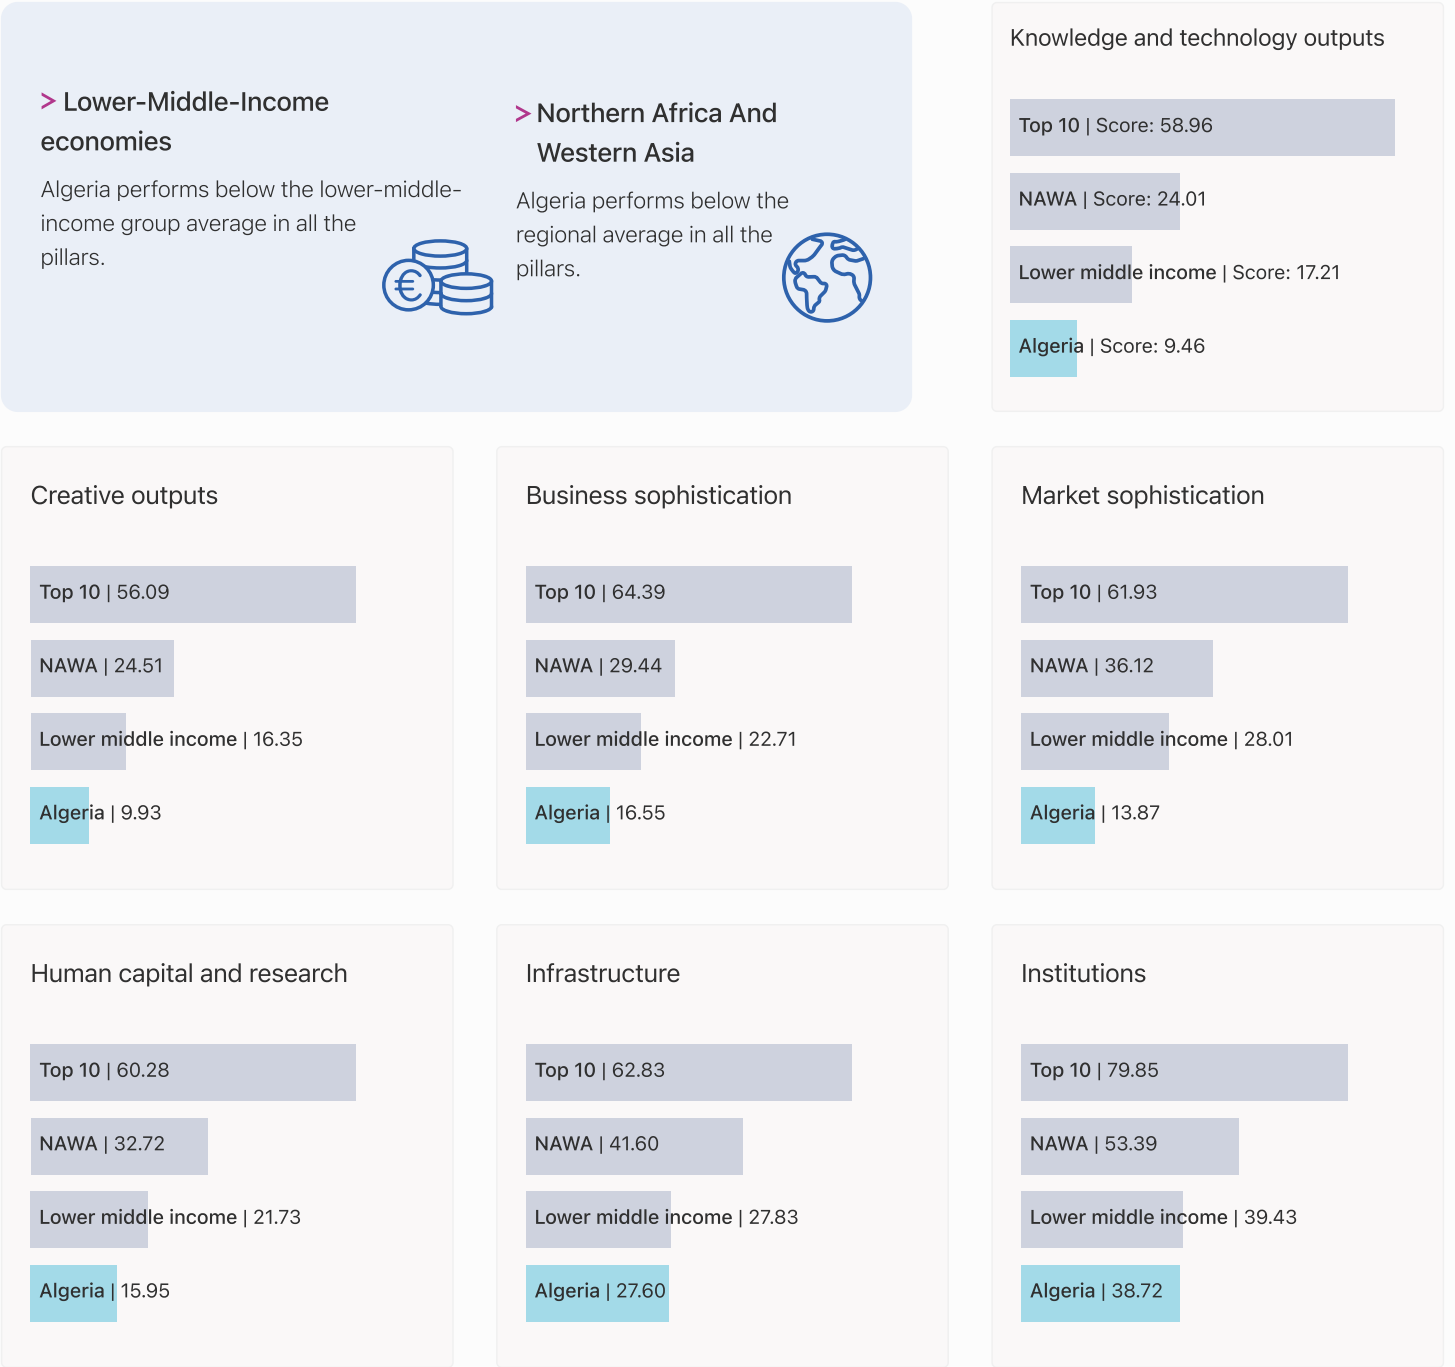 > Lower-Middle-Income
economies
Algeria performs below the lower-middle-
income group average in all the
pillars.
> Northern Africa And
Western Asia
Algeria performs below the
regional average in all the
pillars.
Knowledge and technology outputs
Top 10 | Score: 58.96
NAWA | Score: 24.01
Lower middle income | Score: 17.21
Algeria | Score: 9.46
Creative outputs
Top 10 | 56.09
NAWA | 24.51
Lower middle income | 16.35
Algeria | 9.93
Business sophistication
Top 10 | 64.39
NAWA | 29.44
Lower middle income | 22.71
Algeria | 16.55
Market sophistication
Top 10 | 61.93
NAWA | 36.12
Lower middle income | 28.01
Algeria | 13.87
Human capital and research
Top 10 | 60.28
NAWA | 32.72
Lower middle income | 21.73
Algeria | 15.95
Infrastructure
Top 10 | 62.83
NAWA | 41.60
Lower middle income | 27.83
Algeria | 27.60
Institutions
Top 10 | 79.85
NAWA | 53.39
Lower middle income | 39.43
Algeria | 38.72